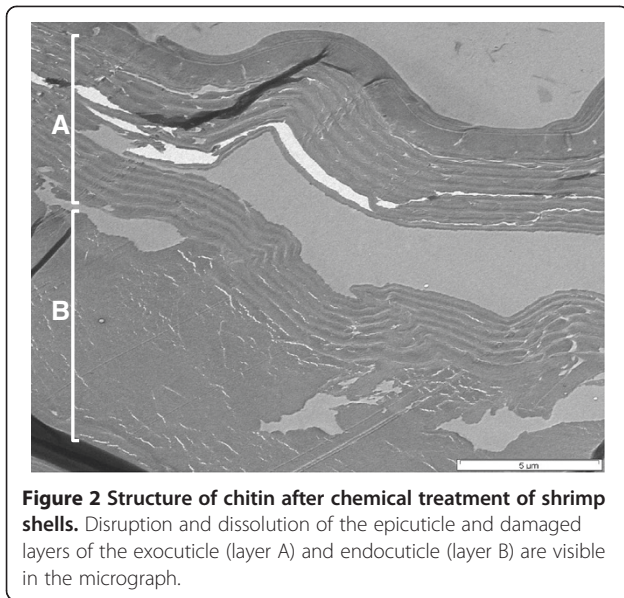 A
B
5 µm
Figure 2 Structure of chitin after chemical treatment of shrimp
shells. Disruption and dissolution of the epicuticle and damaged
layers of the exocuticle (layer A) and endocuticle (layer B) are visible
in the micrograph.